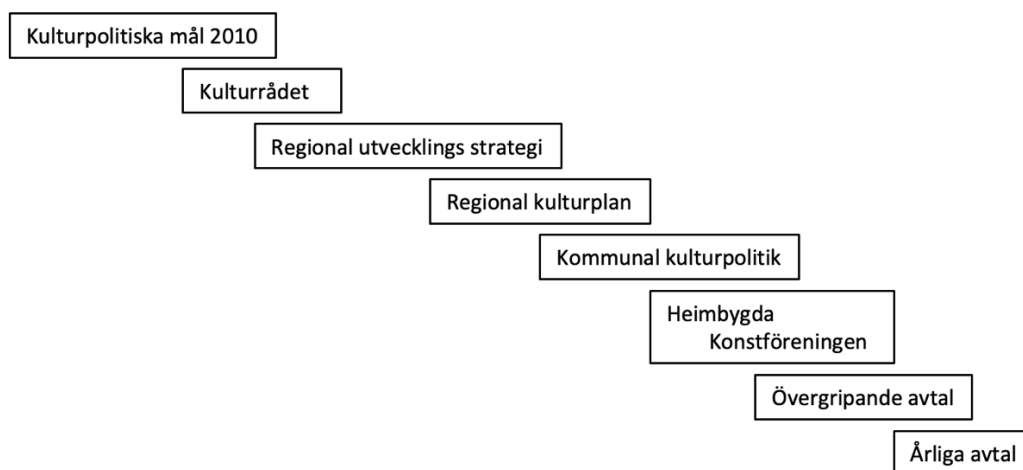 Kulturpolitiska mål 2010
Kulturrådet
Regional utvecklings strategi
Regional kulturplan
Kommunal kulturpolitik
Heimbygda
Konstföreningen
Övergripande avtal
Årliga avtal